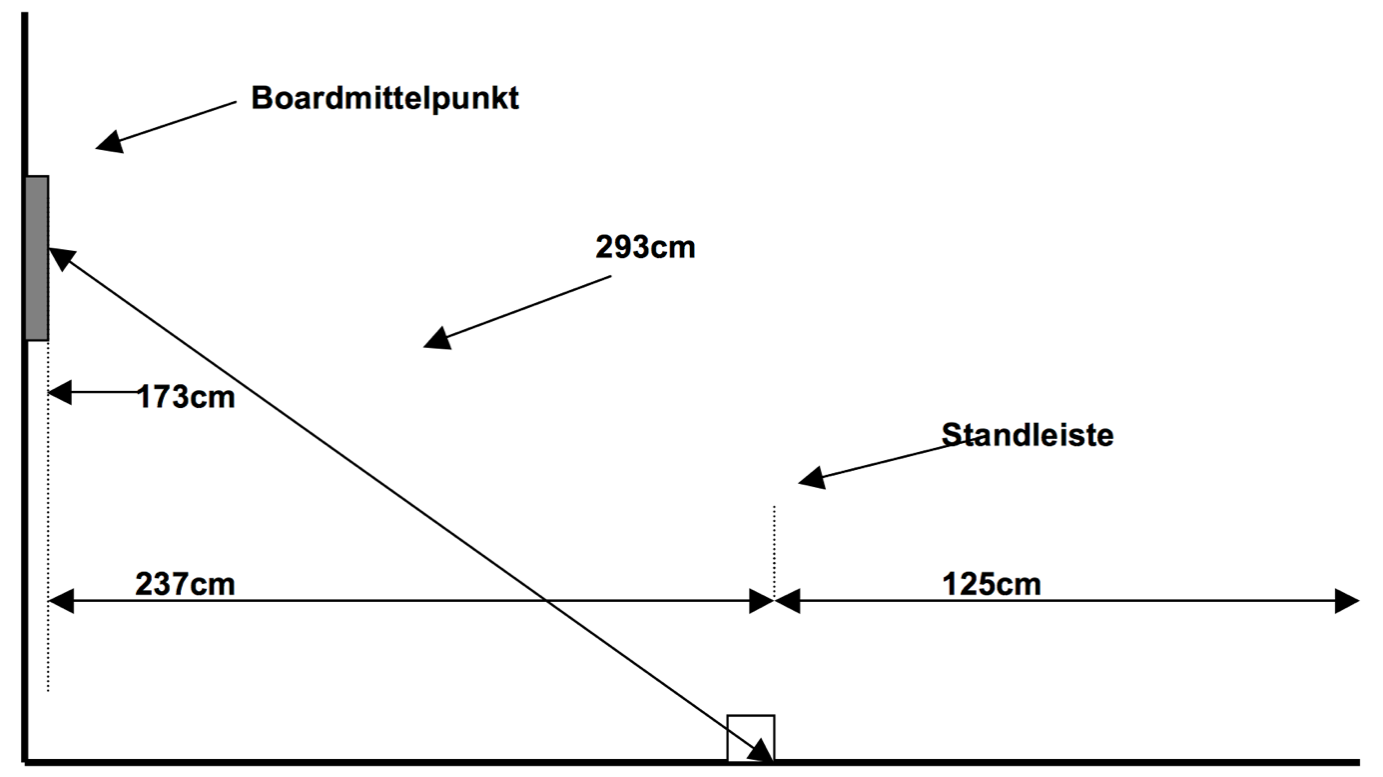 Boardmittelpunkt
293cm
173cm
Standleiste
237cm
125cm